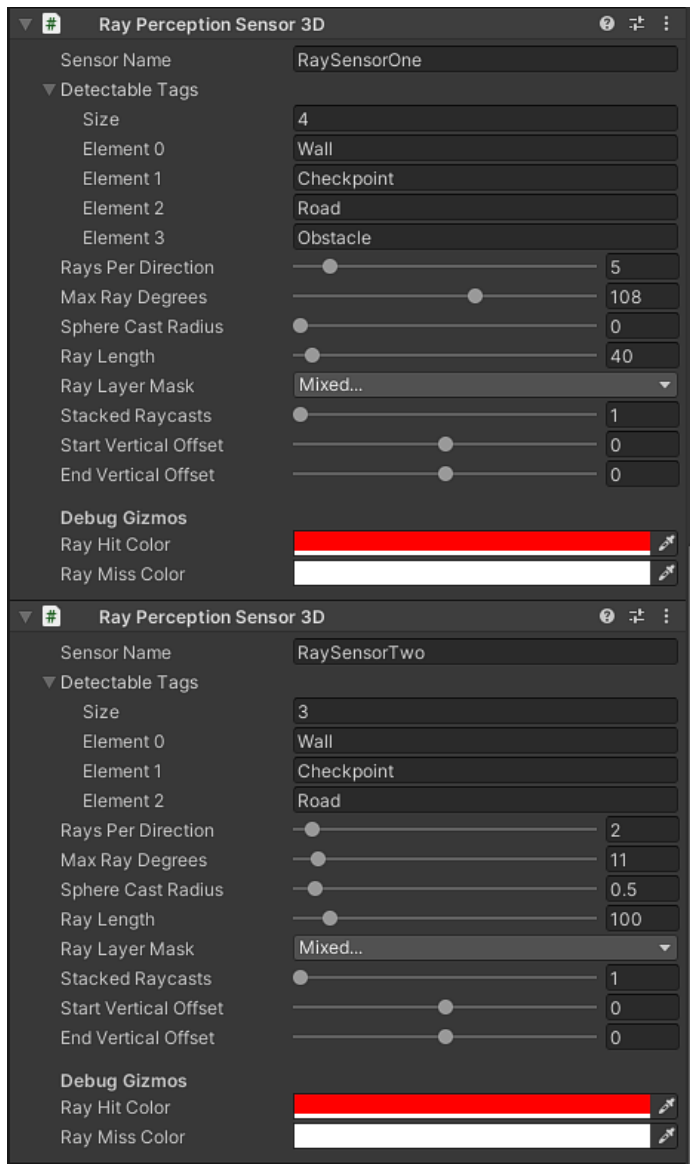 # Ray Perception Sensor 3D
Sensor Name RaySensorOne
Detectable Tags
Size 4
Element 0 Wall
Element 1 Checkpoint
Element 2 Road
Element 3 Obstacle
Rays Per Direction 5
Max Ray Degrees 108
Sphere Cast Radius 0
Ray Length 40
Ray Layer Mask Mixed...
Stacked Raycasts 1
Start Vertical Offset 0
End Vertical Offset 0
Debug Gizmos
Ray Hit Color
Ray Miss Color
# Ray Perception Sensor 3D
Sensor Name RaySensorTwo
Detectable Tags
Size 3
Element 0 Wall
Element 1 Checkpoint
Element 2 Road
Rays Per Direction 2
Max Ray Degrees 11
Sphere Cast Radius 0.5
Ray Length 100
Ray Layer Mask Mixed...
Stacked Raycasts 1
Start Vertical Offset 0
End Vertical Offset 0
Debug Gizmos
Ray Hit Color
Ray Miss Color